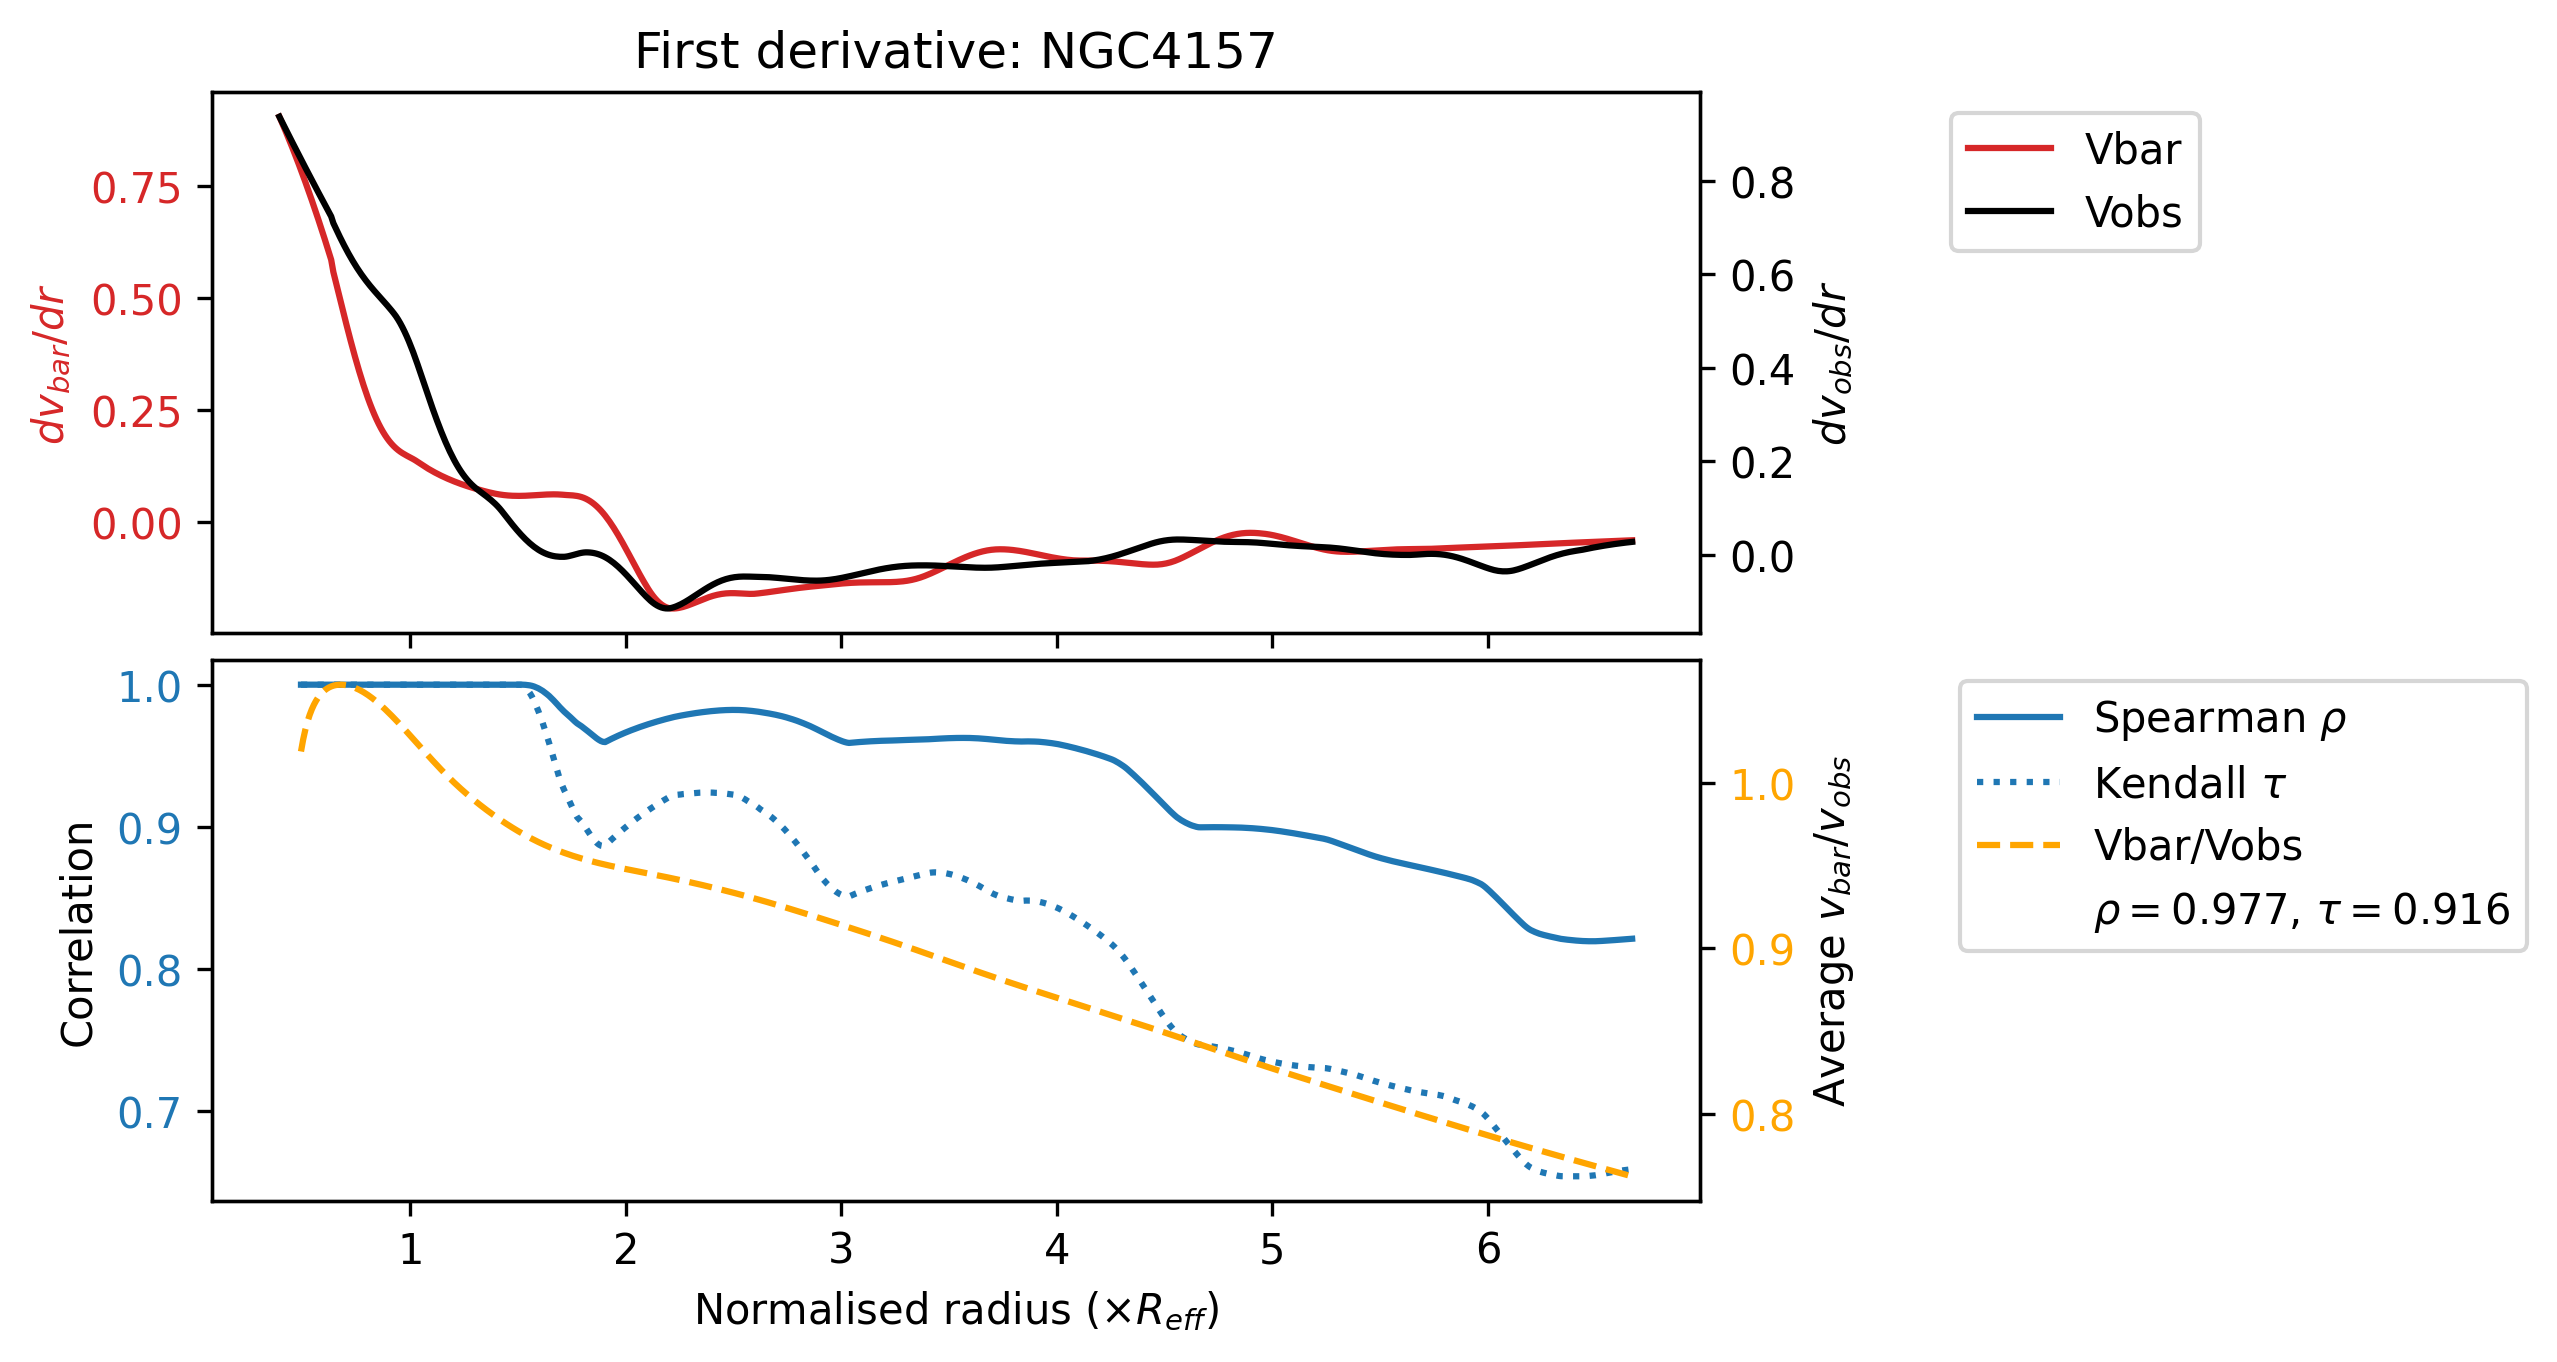 First derivative: NGC4157
0.75
0.50
0.25
0.00
dv_bar/dr
0.8
0.6
0.4
0.2
0.0
dv_obs/dr
Vbar
Vobs
1.0
0.9
0.8
0.7
Correlation
1.0
0.9
0.8
Average v_bar/v_obs
Spearman ρ
Kendall τ
Vbar/Vobs
ρ = 0.977, τ = 0.916
1 2 3 4 5 6
Normalised radius (×R_eff)